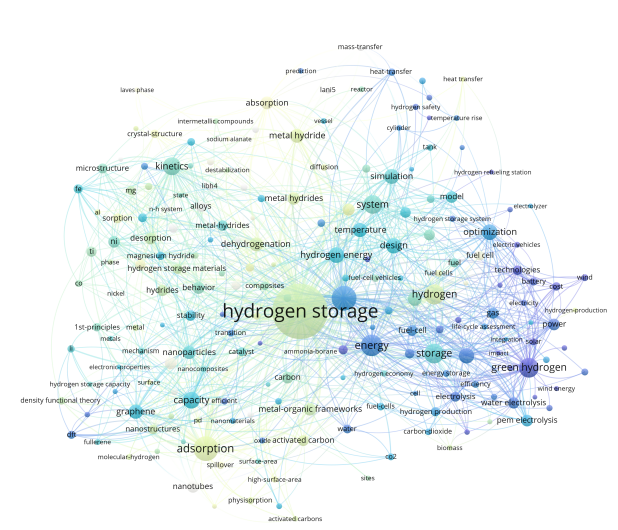 mass-transfer
prediction
heat-transfer
heat transfer
laves phase
lani5
reactor
absorption
hydrogen safety
intermetallic compounds
vessel
temperature rise
crystal-structure
sodium alanate
metal hydride
cylinder
tank
microstructure
kinetics
destabilization
diffusion
simulation
hydrogen refueling station
fe
mg
state
libh4
metal hydrides
system
model
electrolyzer
al
sorption
n-h system
alloys
hydrogen storage system
ni
desorption
metal-hydrides
temperature
optimization
li
magnesium hydride
dehydrogenation
hydrogen energy
design
electric vehicles
phase
hydrogen storage materials
fuel
fuel cell
fuel cells
technologies
co
nickel
hydrides
behavior
composites
fuel-cell vehicles
battery
cost
wind
hydrogen
electricity
hydrogen-production
hydrogen storage
stability
gas
power
1st-principles
metal
transition
fuel-cell
life-cycle assessment
metals
integration
solar
mechanism
nanoparticles
catalyst
ammonia-borane
energy
storage
impact
electronic-properties
nanocomposites
green hydrogen
hydrogen storage capacity
surface
carbon
hydrogen economy
energy-storage
efficiency
wind energy
density functional theory
graphene
capacity
efficient
metal-organic frameworks
fuel-cells
cell
electrolysis
water electrolysis
hydrogen production
pd
nanomaterials
pem electrolysis
dft
fullerene
nanostructures
oxide
activated carbon
water
carbon-dioxide
molecular-hydrogen
adsorption
biomass
spillover
surface-area
co2
high-surface-area
sites
nanotubes
physisorption
activated carbons